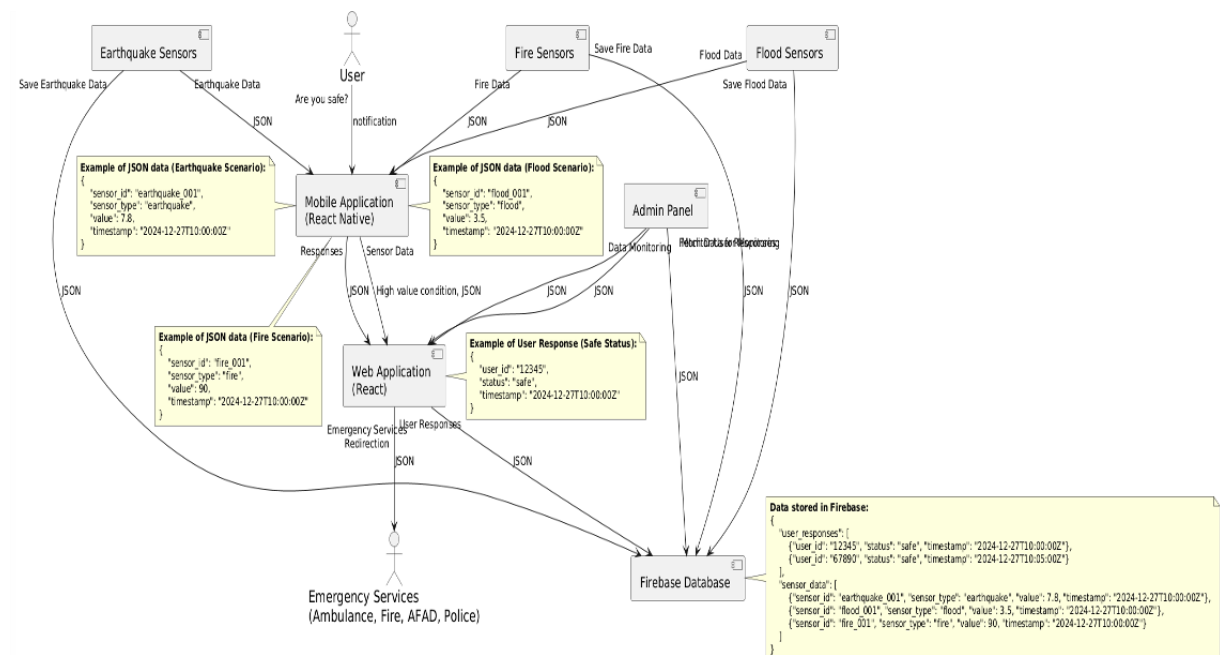 Earthquake Sensors
User
Fire Sensors
Flood Sensors
Save Earthquake Data
Earthquake Data
Are you safe?
notification
Fire Data
Save Fire Data
Flood Data
Save Flood Data
JSON
JSON
JSON
Example of JSON data (Earthquake Scenario):
{
"sensor_id": "earthquake_001",
"sensor_type": "earthquake",
"value": 7.8,
"timestamp": "2024-12-27T10:00:00Z"
}
Mobile Application
(React Native)
Example of JSON data (Flood Scenario):
{
"sensor_id": "flood_001",
"sensor_type": "flood",
"value": 3.5,
"timestamp": "2024-12-27T10:00:00Z"
}
Admin Panel
Responses
Sensor Data
Data Monitoring
JSON
JSON
High value condition, JSON
JSON
JSON
JSON
JSON
Example of JSON data (Fire Scenario):
{
"sensor_id": "fire_001",
"sensor_type": "fire",
"value": 90,
"timestamp": "2024-12-27T10:00:00Z"
}
Web Application
(React)
Example of User Response (Safe Status):
{
"user_id": "12345",
"status": "safe",
"timestamp": "2024-12-27T10:00:00Z"
}
JSON
Emergency Services
Redirection
User Responses
JSON
JSON
Emergency Services
(Ambulance, Fire, AFAD, Police)
Firebase Database
Data stored in Firebase:
{
"user_responses": [
{"user_id": "12345", "status": "safe", "timestamp": "2024-12-27T10:00:00Z"},
{"user_id": "67890", "status": "safe", "timestamp": "2024-12-27T10:05:00Z"}
],
"sensor_data": [
{"sensor_id": "earthquake_001", "sensor_type": "earthquake", "value": 7.8, "timestamp": "2024-12-27T10:00:00Z"},
{"sensor_id": "flood_001", "sensor_type": "flood", "value": 3.5, "timestamp": "2024-12-27T10:00:00Z"},
{"sensor_id": "fire_001", "sensor_type": "fire", "value": 90, "timestamp": "2024-12-27T10:00:00Z"}
]
}